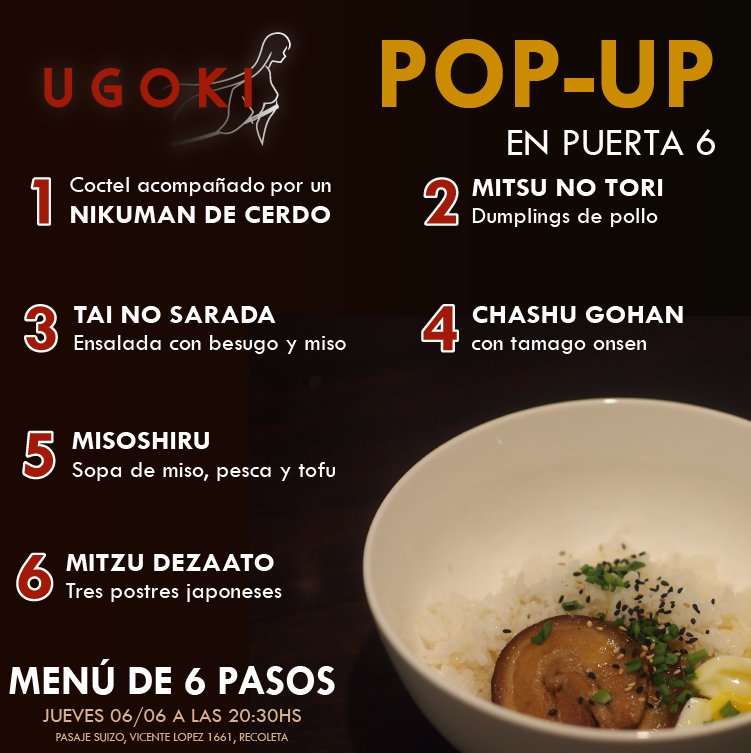 UGOKI
POP-UP
EN PUERTA 6
1 Coctel acompañado por un
NIKUMAN DE CERDO
2 MITSU NO TORI
Dumplings de pollo
3 TAI NO SARADA
Ensalada con besugo y miso
4 CHASHU GOHAN
con tamago onsen
5 MISOSHIRU
Sopa de miso, pesca y tofu
6 MITZU DEZAATO
Tres postres japoneses
MENÚ DE 6 PASOS
JUEVES 06/06 A LAS 20:30HS
PASAJE SUIZO, VICENTE LOPEZ 1661, RECOLETA